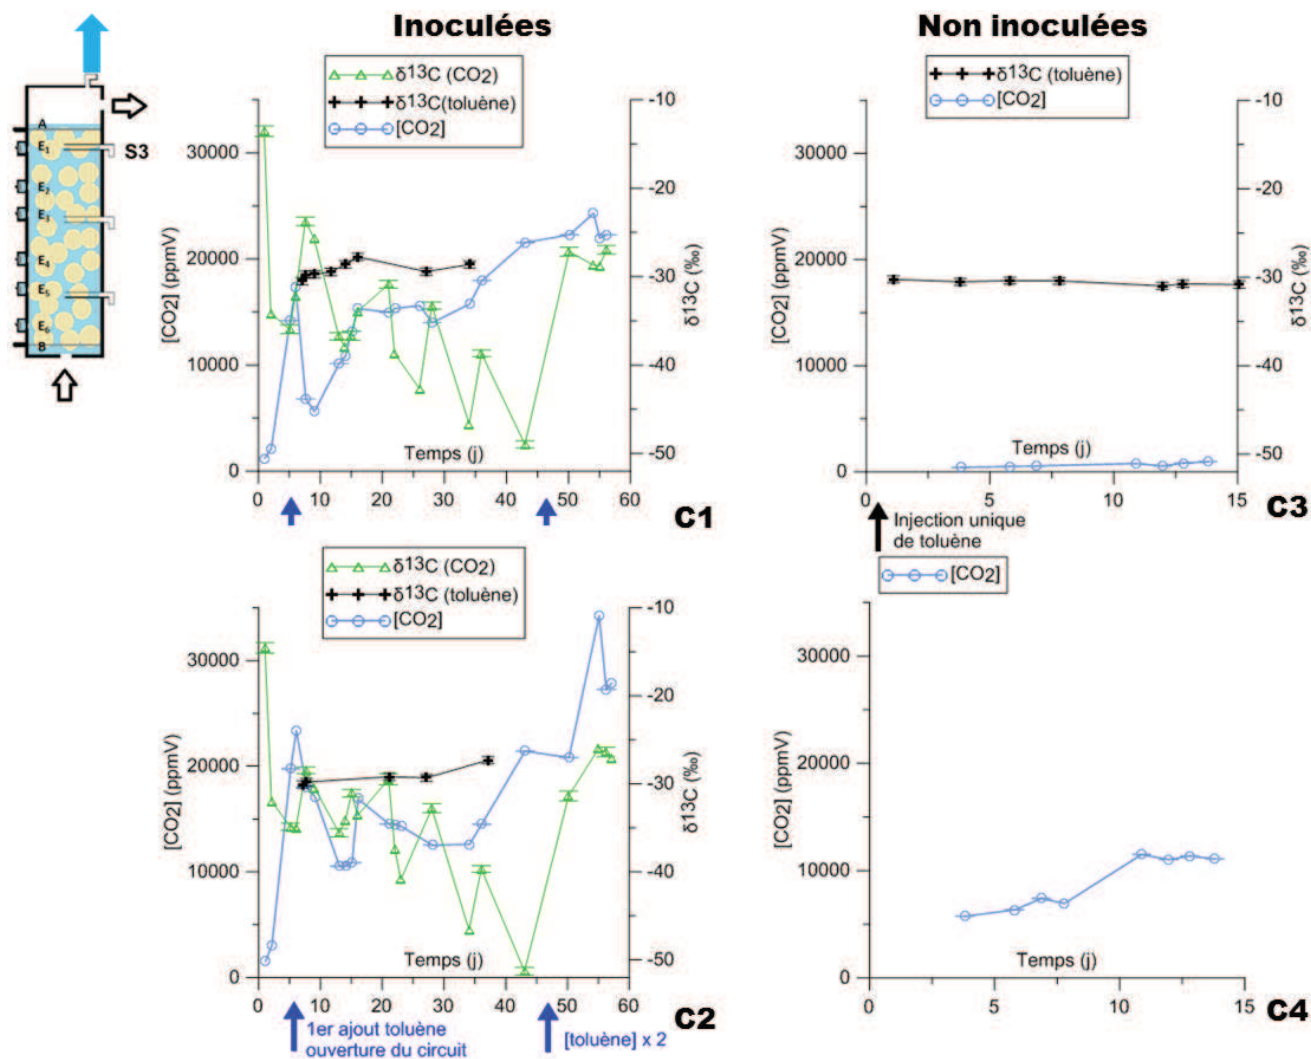 Inoculées
Non inoculées
A
E1
E2
E3
E4
E5
E6
B
S3
δ13C (CO2)
δ13C(toluène)
[CO2]
[CO2] (ppmV)
30000
20000
10000
0
-10
-20
-30
-40
-50
δ13C (‰)
Temps (j)
0 10 20 30 40 50 60
C1
δ13C (toluène)
[CO2]
[CO2] (ppmV)
30000
20000
10000
0
-10
-20
-30
-40
-50
δ13C (‰)
Temps (j)
0 5 10 15
C3
Injection unique
de toluène
δ13C (CO2)
δ13C (toluène)
[CO2]
[CO2] (ppmV)
30000
20000
10000
0
-10
-20
-30
-40
-50
δ13C (‰)
Temps (j)
0 10 20 30 40 50 60
C2
1er ajout toluène
ouverture du circuit
[toluène] x 2
[CO2]
[CO2] (ppmV)
30000
20000
10000
0
Temps (j)
0 5 10 15
C4